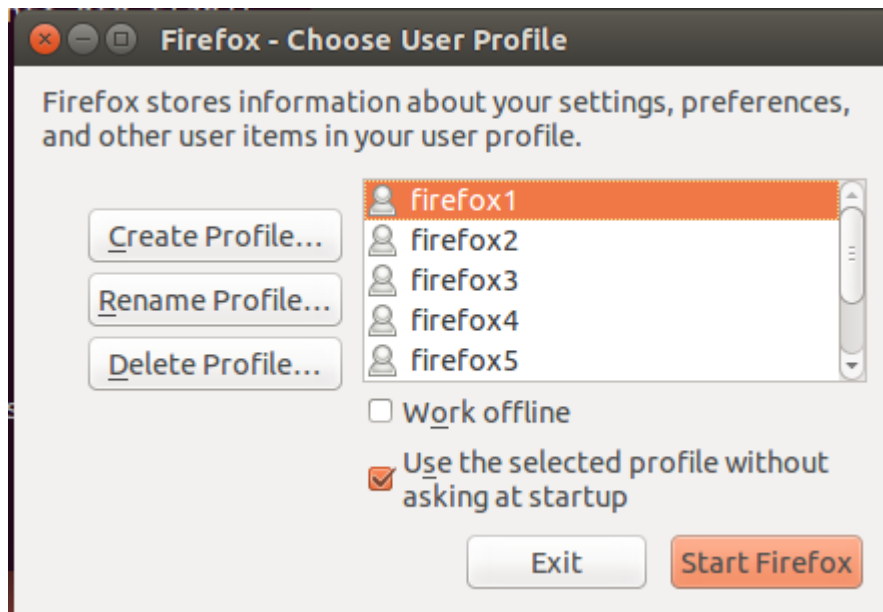 Firefox - Choose User Profile
Firefox stores information about your settings, preferences,
and other user items in your user profile.
Create Profile...
Rename Profile...
Delete Profile...
firefox1
firefox2
firefox3
firefox4
firefox5
Work offline
Use the selected profile without
asking at startup
Exit
Start Firefox